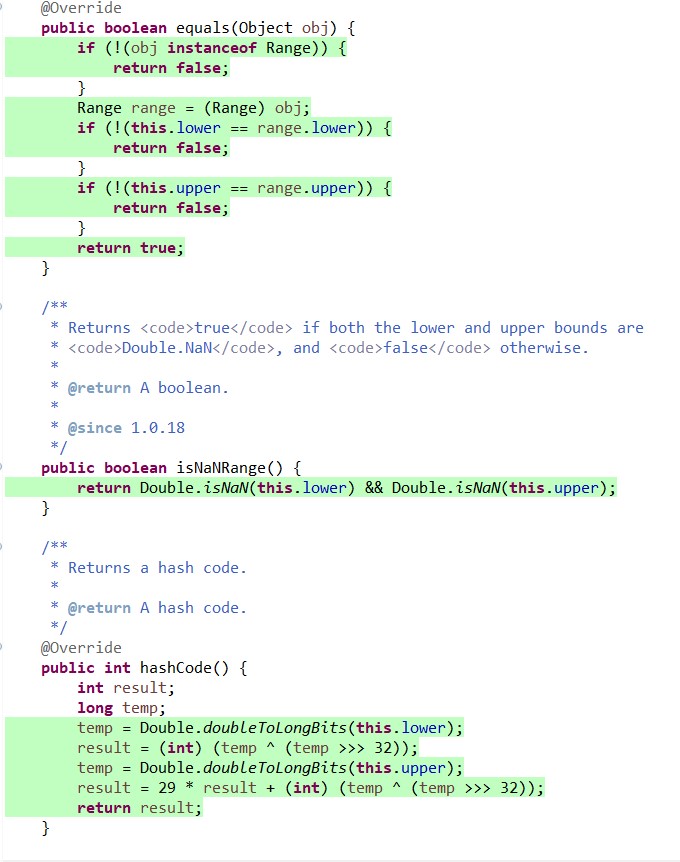 @Override
public boolean equals(Object obj) {
if (!(obj instanceof Range)) {
return false;
}
Range range = (Range) obj;
if (!(this.lower == range.lower)) {
return false;
}
if (!(this.upper == range.upper)) {
return false;
}
return true;
}
/**
* Returns <code>true</code> if both the lower and upper bounds are
* <code>Double.NaN</code>, and <code>false</code> otherwise.
*
* @return A boolean.
*
* @since 1.0.18
*/
public boolean isNaNRange() {
return Double.isNaN(this.lower) && Double.isNaN(this.upper);
}
/**
* Returns a hash code.
*
* @return A hash code.
*/
@Override
public int hashCode() {
int result;
long temp;
temp = Double.doubleToLongBits(this.lower);
result = (int) (temp ^ (temp >>> 32));
temp = Double.doubleToLongBits(this.upper);
result = 29 * result + (int) (temp ^ (temp >>> 32));
return result;
}